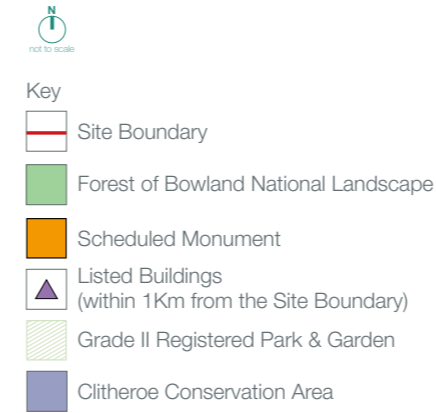 N
not to scale
Key
Site Boundary
Forest of Bowland National Landscape
Scheduled Monument
Listed Buildings
(within 1Km from the Site Boundary)
Grade II Registered Park & Garden
Clitheroe Conservation Area